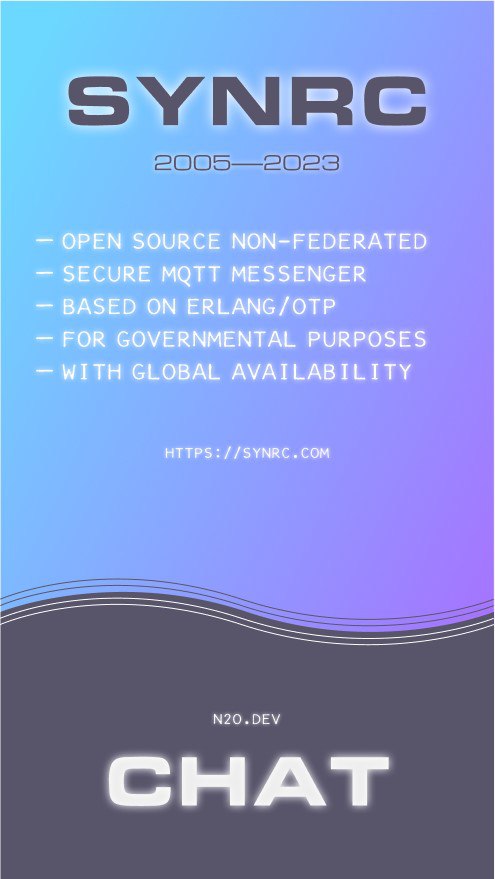 SYNRC
2005—2023
— OPEN SOURCE NON-FEDERATED
— SECURE MQTT MESSENGER
— BASED ON ERLANG/OTP
— FOR GOVERNMENTAL PURPOSES
— WITH GLOBAL AVAILABILITY
HTTPS://SYNRC.COM
N2O.DEV
CHAT